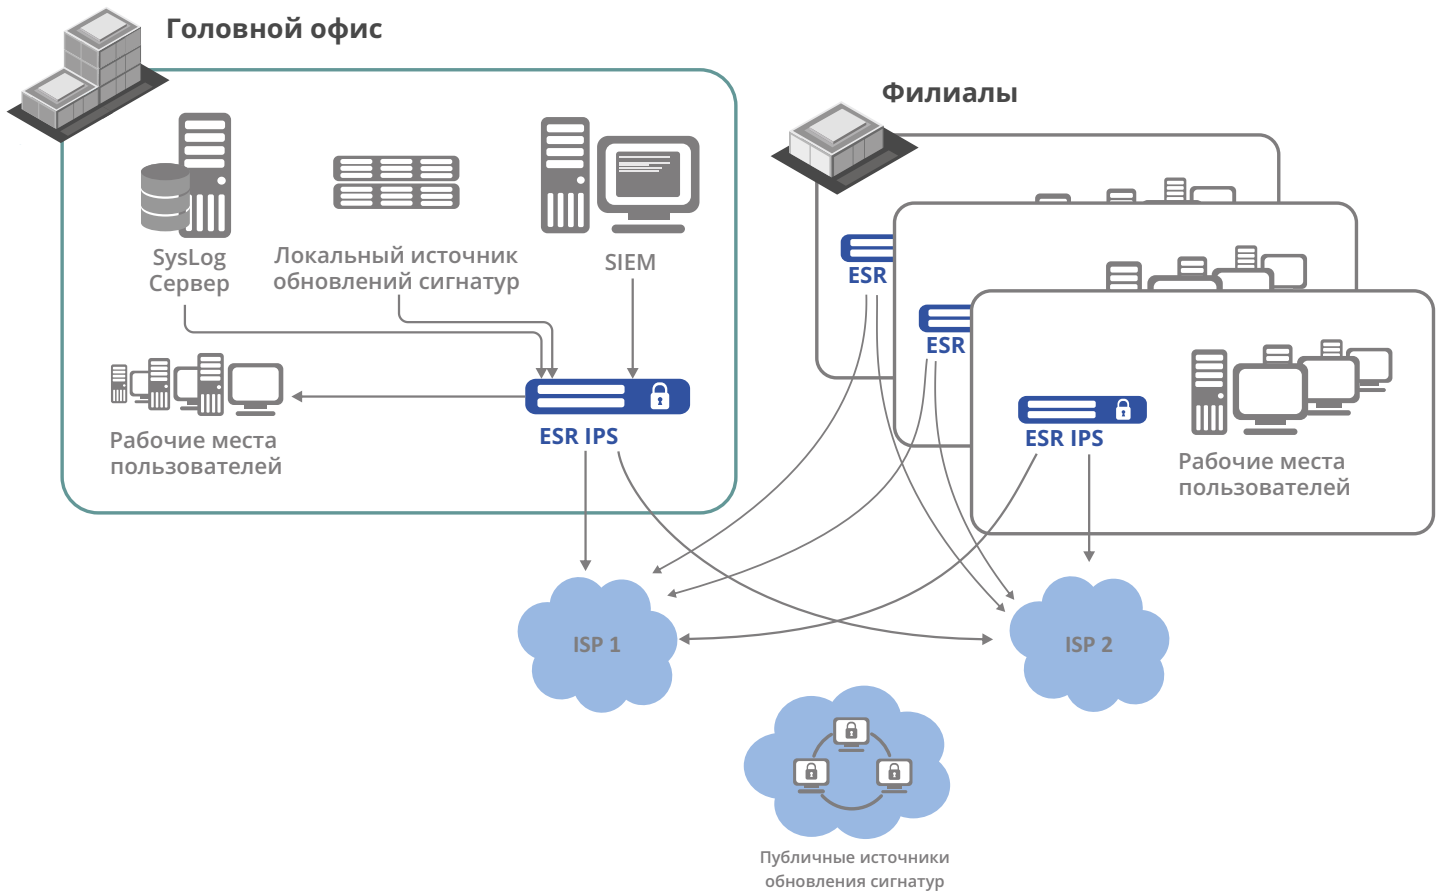 Головной офис
Филиалы
SysLog
Сервер
Локальный источник
обновлений сигнатур
SIEM
ESR
ESR
Рабочие места
пользователей
ESR IPS
ESR IPS
Рабочие места
пользователей
ISP 1
ISP 2
Публичные источники
обновления сигнатур